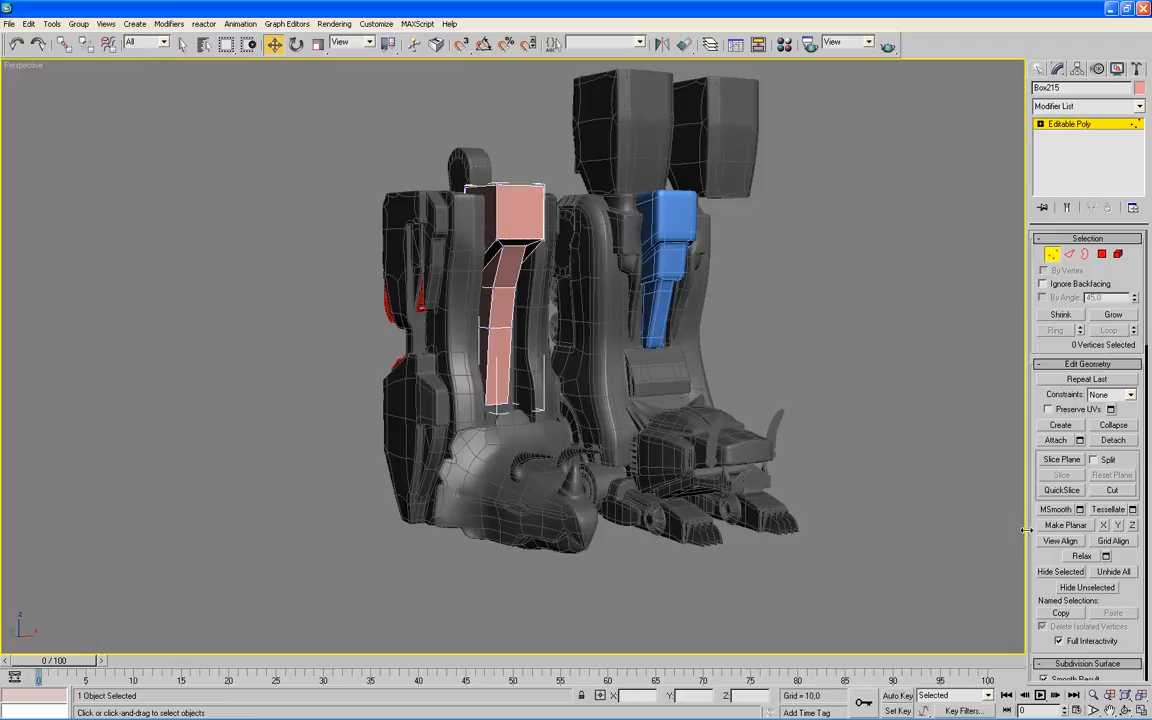 File Edit Tools Group Views Create Modifiers reactor Animation Graph Editors Rendering Customize MAXScript Help
All View View
Perspective
Box215
Modifier List
Editable Poly
- Selection
By Vertex
Ignore Backfacing
By Angle: 45,0
Shrink Grow
Ring Loop
0 Vertices Selected
- Edit Geometry
Repeat Last
Constraints: None
Preserve UVs
Create Collapse
Attach Detach
Slice Plane Split
Slice Reset Plane
QuickSlice Cut
MSmooth Tessellate
Make Planar X Y Z
View Align Grid Align
Relax
Hide Selected Unhide All
Hide Unselected
Named Selections:
Copy Paste
Delete Isolated Vertices
Full Interactivity
- Subdivision Surface
Smooth Result
z
x
0 / 100
0 5 10 15 20 25 30 35 40 45 50 55 60 65 70 75 80 85 90 95 100
1 Object Selected X: Y: Z: Grid = 10,0 Auto Key Selected
Click or click-and-drag to select objects Add Time Tag Set Key Key Filters... 0